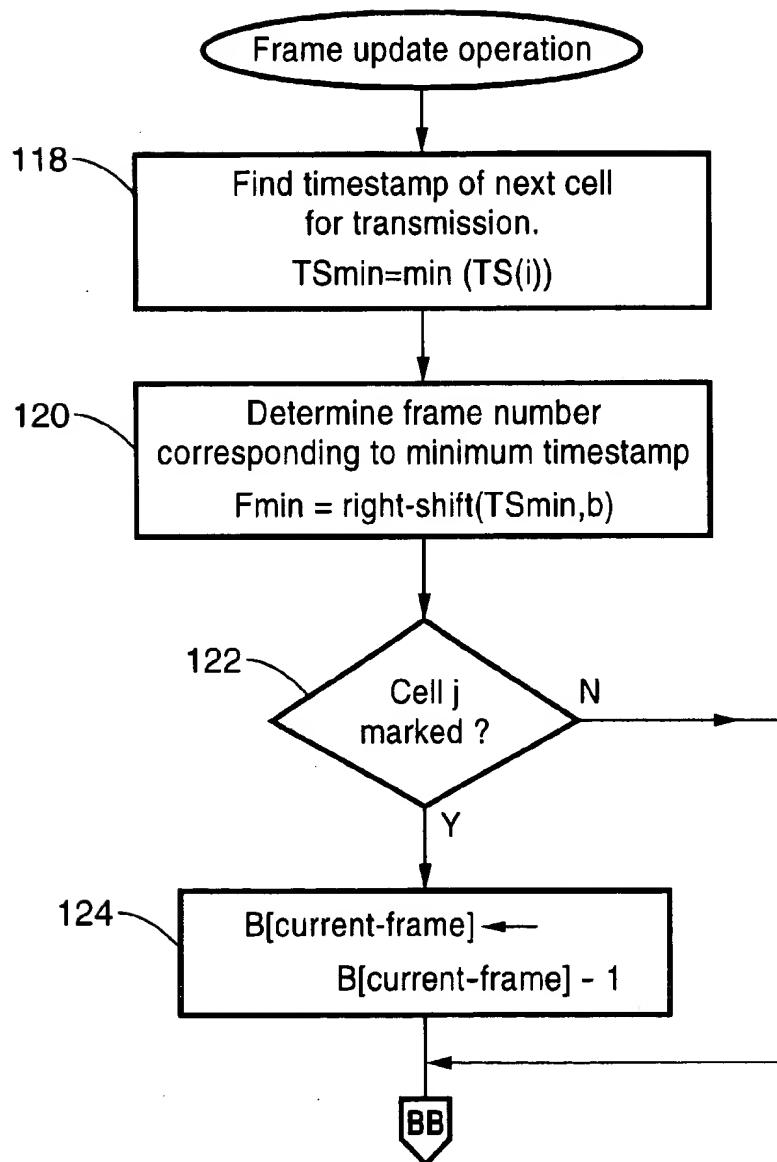 Frame update operation
118
Find timestamp of next cell
for transmission.
TSmin=min (TS(i))
120
Determine frame number
corresponding to minimum timestamp
Fmin = right-shift(TSmin,b)
122
Cell j
marked ?
N
Y
124
B[current-frame] ←
B[current-frame] - 1
BB